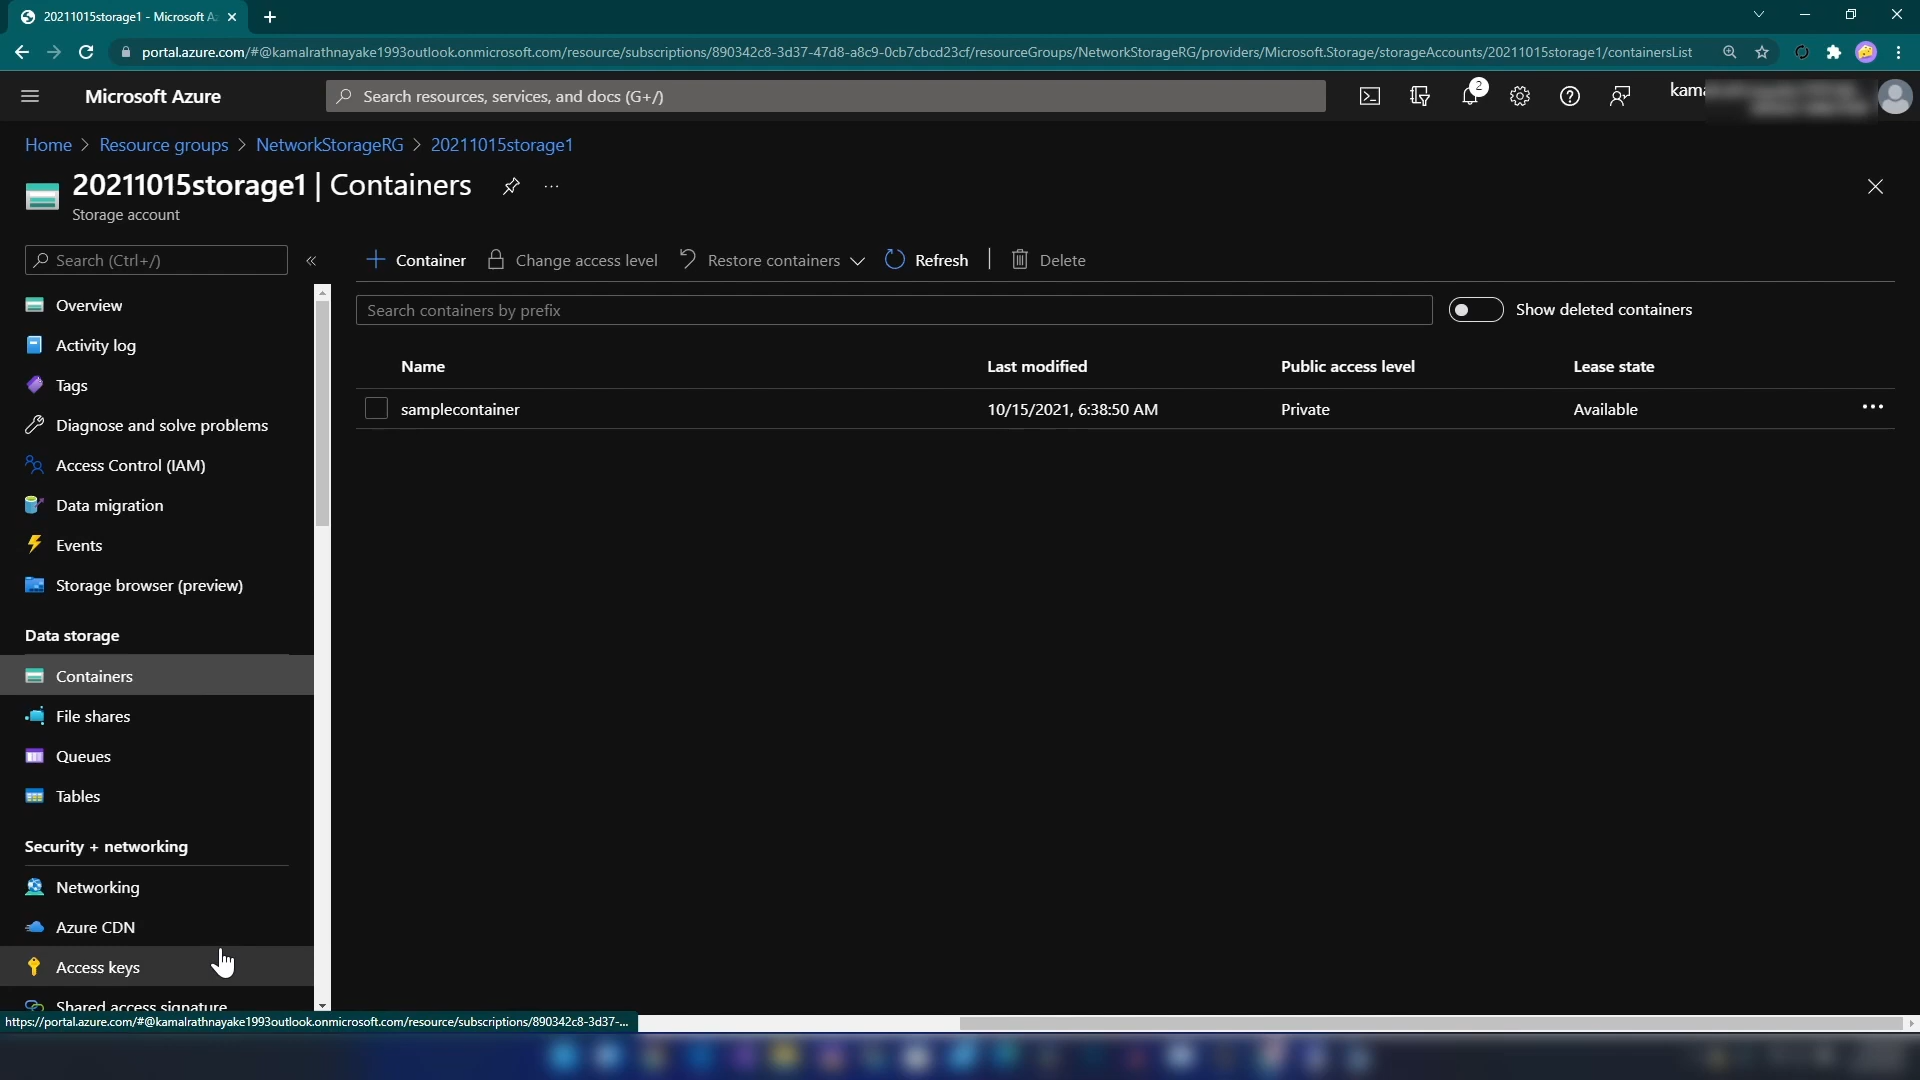 20211015storage1 - Microsoft A
portal.azure.com/#@kamalrathnayake1993outlook.onmicrosoft.com/resource/subscriptions/890342c8-3d37-47d8-a8c9-0cb7cbcd23cf/resourceGroups/NetworkStorageRG/providers/Microsoft.Storage/storageAccounts/20211015storage1/containersList
Microsoft Azure
Search resources, services, and docs (G+/)
2
kama
Home > Resource groups > NetworkStorageRG > 20211015storage1
20211015storage1 | Containers
Storage account
Search (Ctrl+/)
Overview
Activity log
Tags
Diagnose and solve problems
Access Control (IAM)
Data migration
Events
Storage browser (preview)
Data storage
Containers
File shares
Queues
Tables
Security + networking
Networking
Azure CDN
Access keys
Shared access signature
Container
Change access level
Restore containers
Refresh
Delete
Search containers by prefix
Show deleted containers
Name Last modified Public access level Lease state
samplecontainer 10/15/2021, 6:38:50 AM Private Available
https://portal.azure.com/#@kamalrathnayake1993outlook.onmicrosoft.com/resource/subscriptions/890342c8-3d37-...